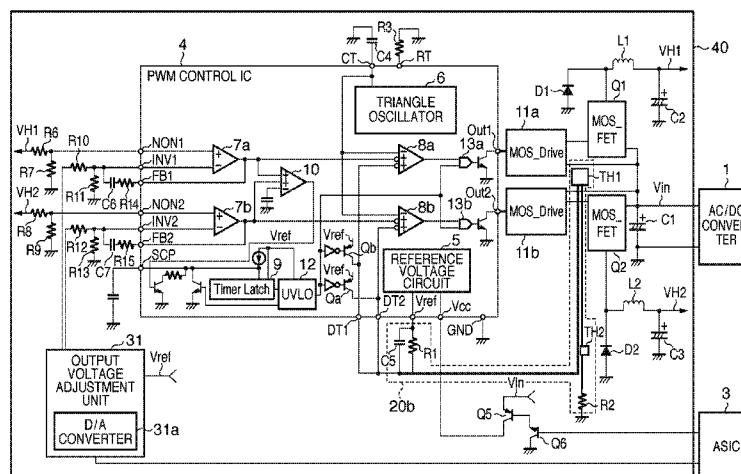 4
PWM CONTROL IC
CT
C4
R3
RT
L1
VH1
40
D1
Q1
C2
6
TRIANGLE
OSCILLATOR
11a
MOS_Drive
MOS_
FET
VH1 R6
R10
NON1
INV1
FB1
R7
R11
C6
R14
7a
10
8a
13a
Out1
TH1
1
AC/DC
CONVE
TER
Vin
C1
VH2
R8
R9
R12
R13
C7
R15
NON2
INV2
FB2
SCP
7b
Vref
8b
13b
Out2
MOS_Drive
11b
MOS_
FET
Q2
9
12
Timer Latch
UVLO
Vref
Qb
Vref
Qa
5
REFERENCE
VOLTAGE
CIRCUIT
DT1
DT2
Vref
Vcc
GND
L2
VH2
TH2
D2
C3
31
OUTPUT
VOLTAGE
ADJUSTMENT
UNIT
Vref
D/A
CONVERTER
31a
C5
R1
20b
Vin
Q5
Q6
R2
3
ASIC